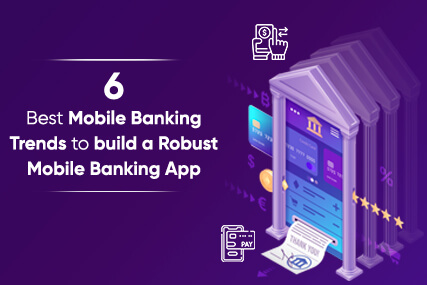 6
Best Mobile Banking
Trends to build a Robust
Mobile Banking App
PAY
THANK YOU!